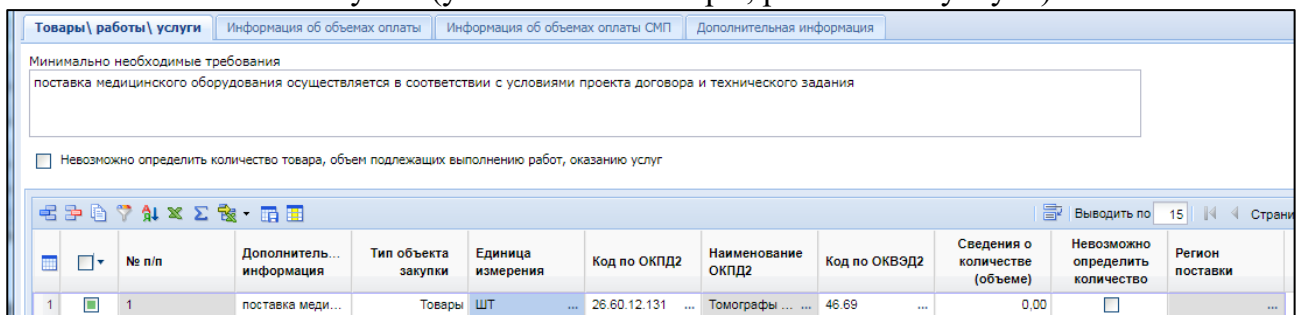 Товары\ работы\ услуги Информация об объемах оплаты Информация об объемах оплаты СМП Дополнительная информация
Минимально необходимые требования
поставка медицинского оборудования осуществляется в соответствии с условиями проекта договора и технического задания
Невозможно определить количество товара, объем подлежащих выполнению работ, оказанию услуг
Выводить по 15 Страни
№ п/п Дополнитель... информация Тип объекта закупки Единица измерения Код по ОКПД2 Наименование ОКПД2 Код по ОКВЭД2 Сведения о количестве (объеме) Невозможно определить количество Регион поставки
1 1 поставка меди... Товары ШТ ... 26.60.12.131 ... Томографы ... ... 46.69 ... 0,00 ...